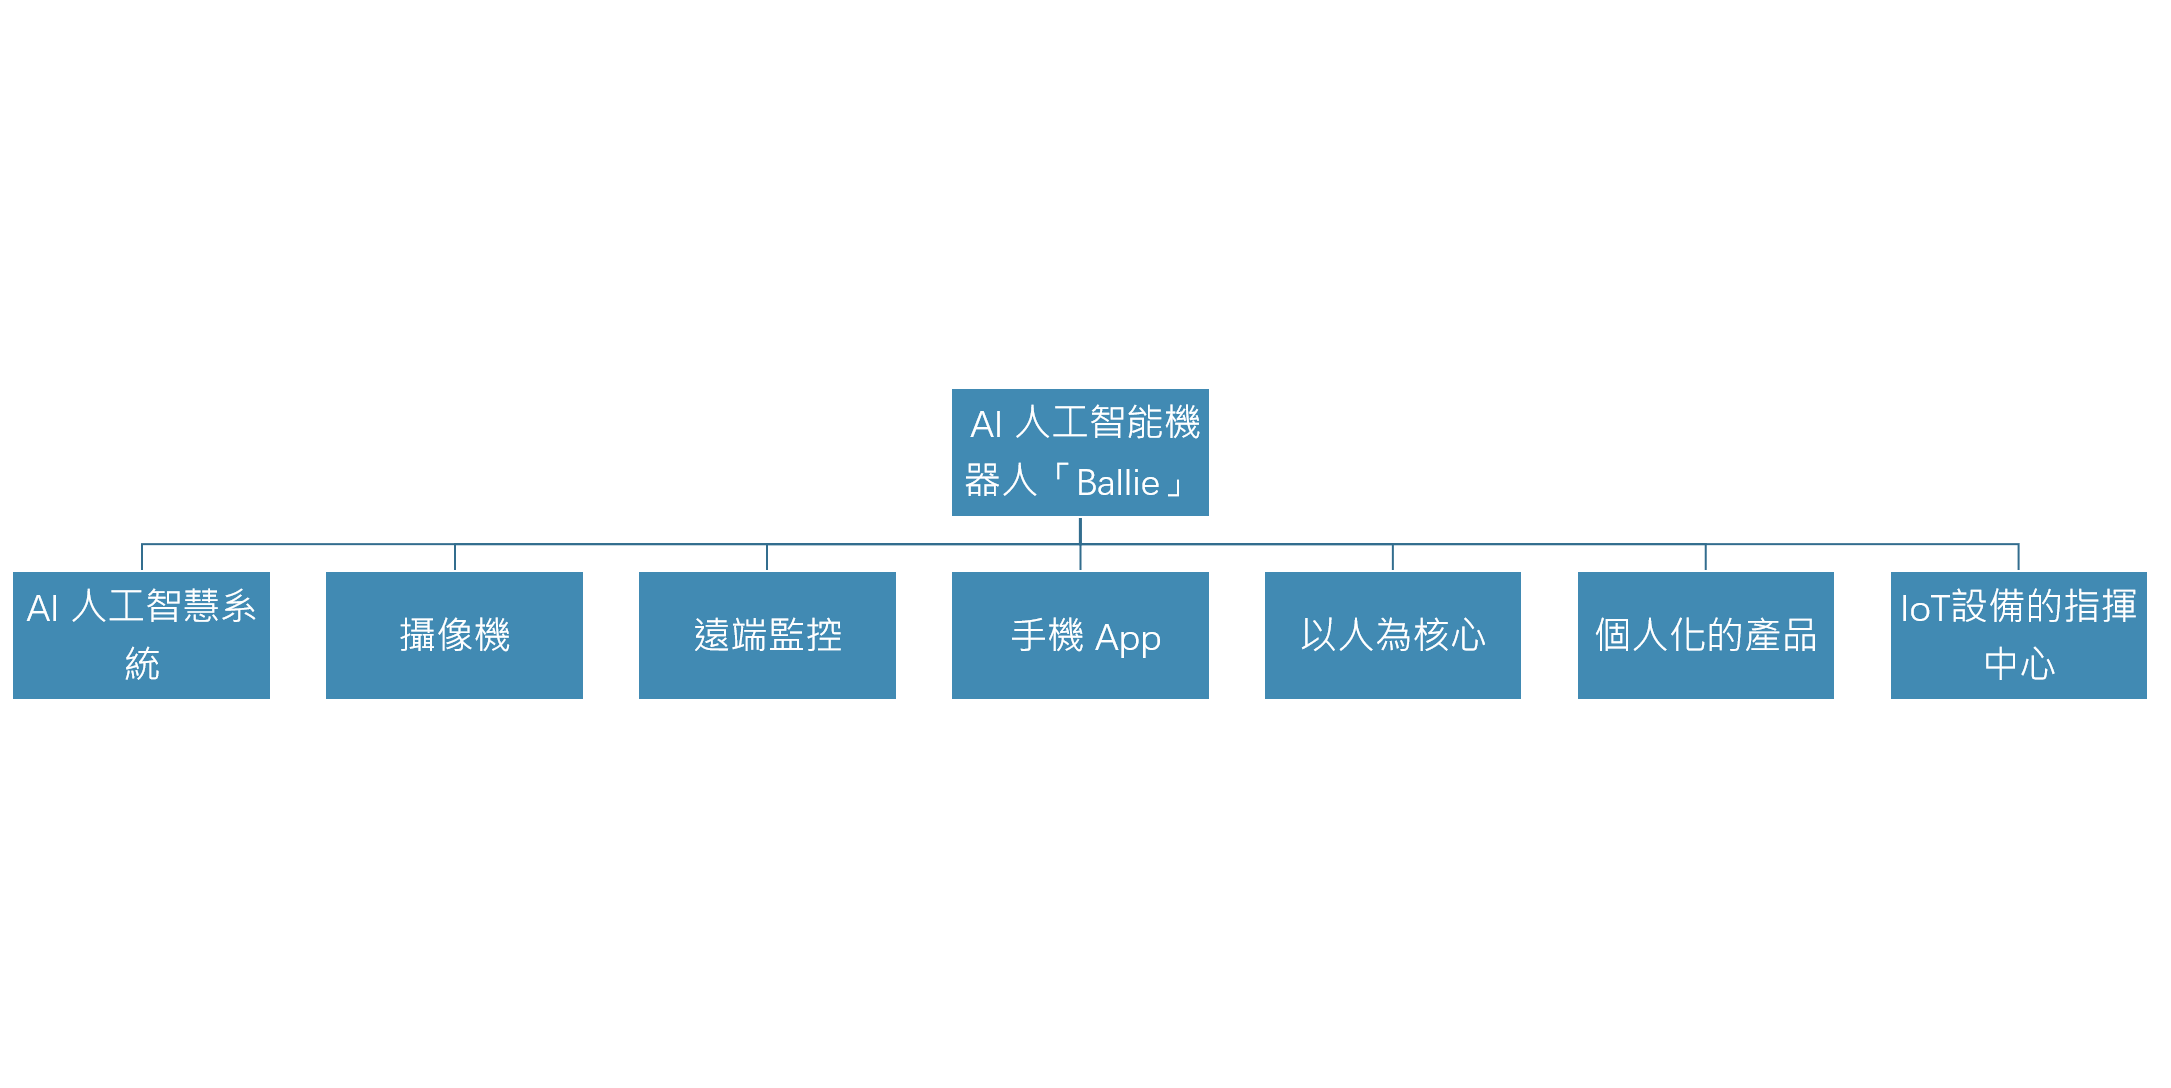 AI 人工智能機
器人「Ballie」
AI 人工智慧系
統
攝像機
遠端監控
手機 App
以人為核心
個人化的產品
IoT設備的指揮
中心